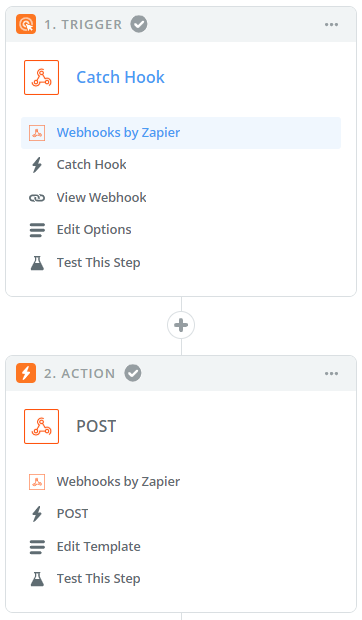 1. TRIGGER
Catch Hook
Webhooks by Zapier
Catch Hook
View Webhook
Edit Options
Test This Step
2. ACTION
POST
Webhooks by Zapier
POST
Edit Template
Test This Step